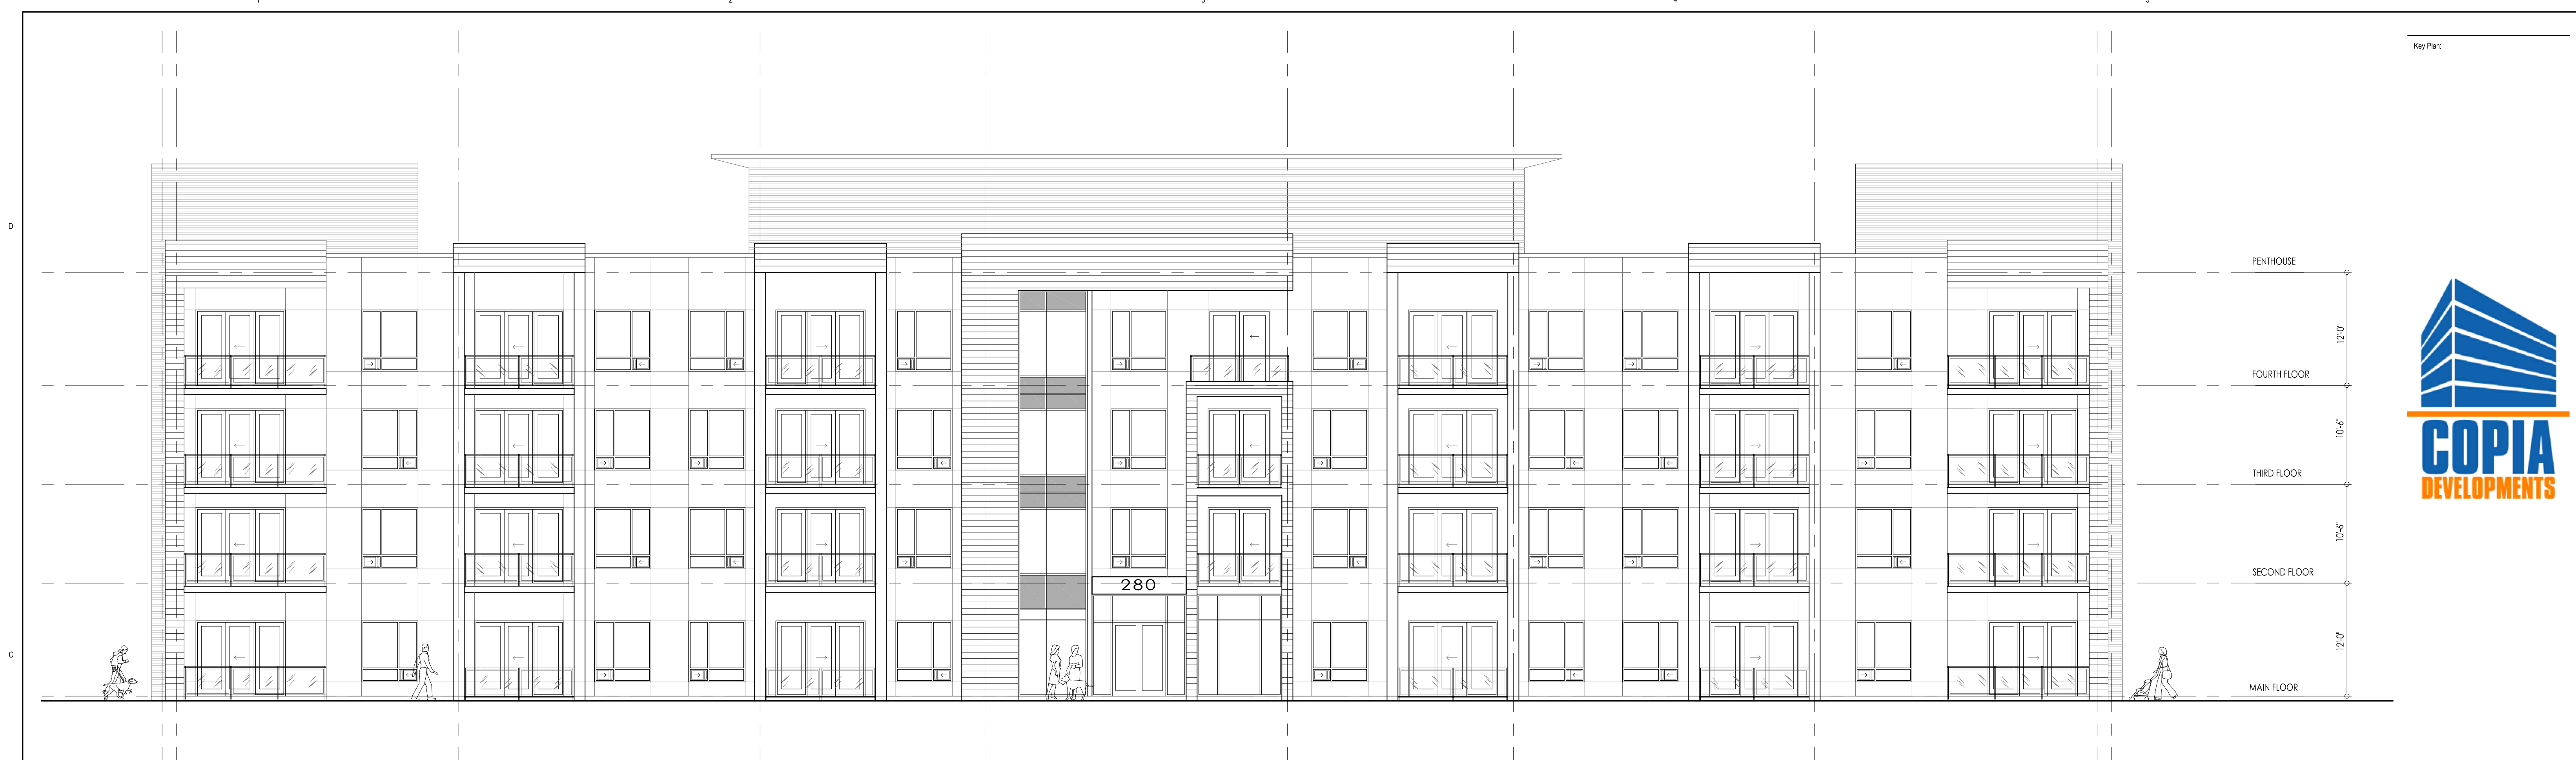 Key Plan:
D
PENTHOUSE
12'-0"
FOURTH FLOOR
10'-6"
THIRD FLOOR
10'-6"
SECOND FLOOR
12'-0"
MAIN FLOOR
C
280
COPIA
DEVELOPMENTS